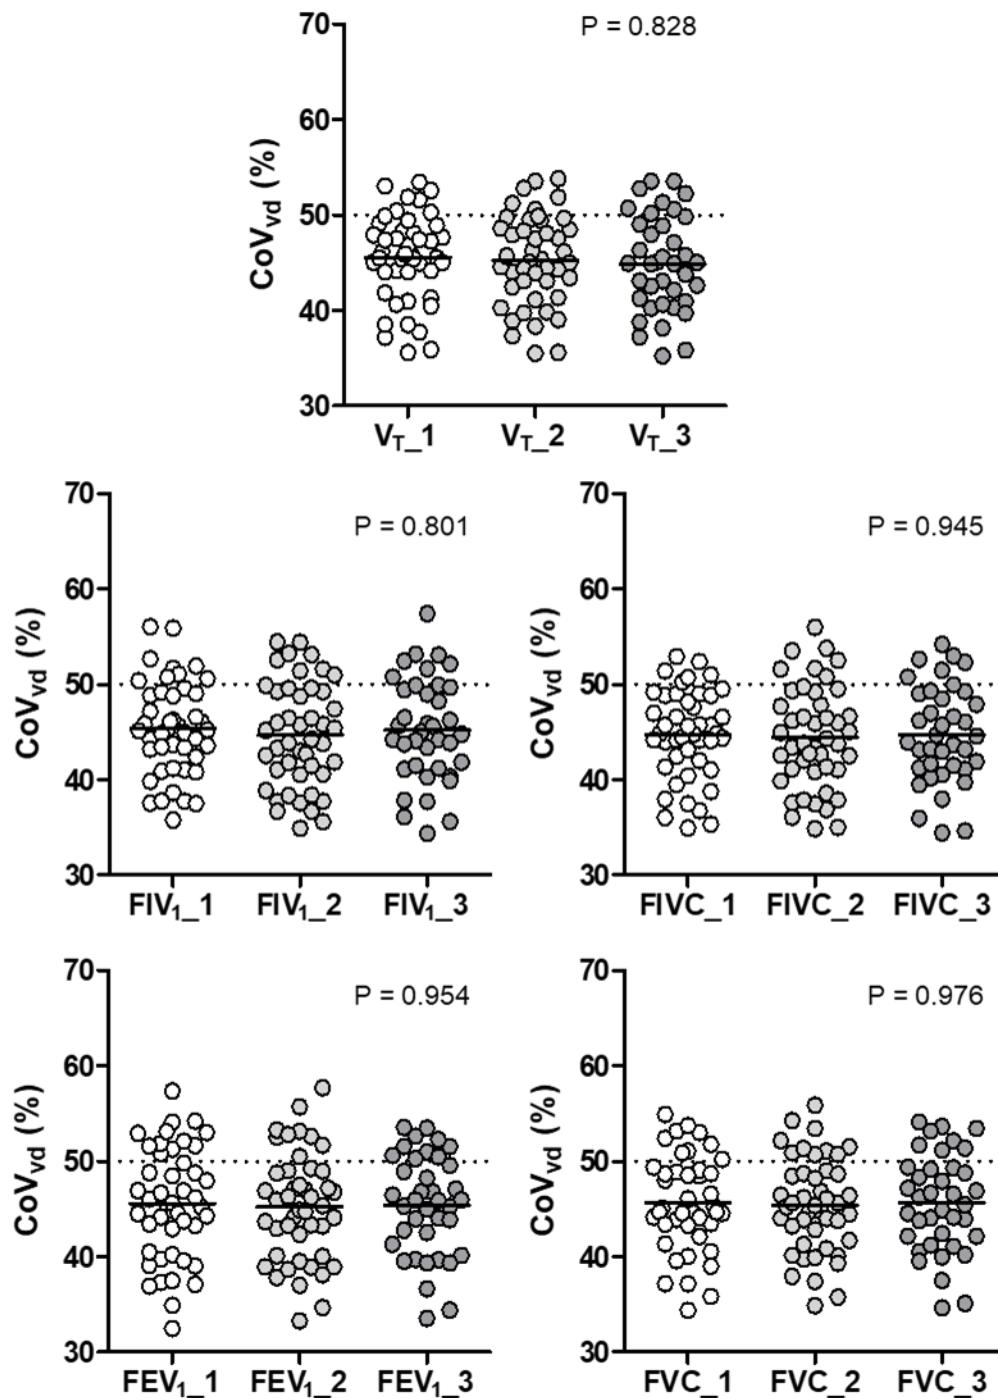 P = 0.828
CoVvd (%)
70
60
50
40
30
VT_1 VT_2 VT_3
P = 0.801
CoVvd (%)
70
60
50
40
30
FIV1_1 FIV1_2 FIV1_3
P = 0.945
CoVvd (%)
70
60
50
40
30
FIVC_1 FIVC_2 FIVC_3
P = 0.954
CoVvd (%)
70
60
50
40
30
FEV1_1 FEV1_2 FEV1_3
P = 0.976
CoVvd (%)
70
60
50
40
30
FVC_1 FVC_2 FVC_3